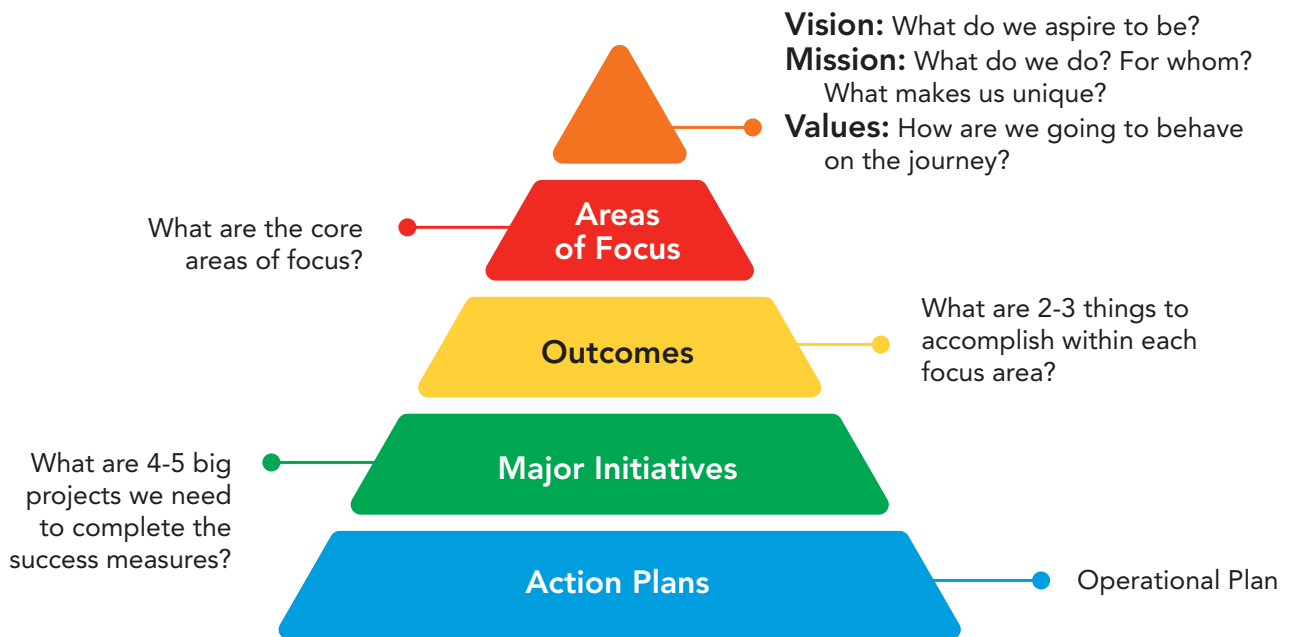 Vision: What do we aspire to be?
Mission: What do we do? For whom?
What makes us unique?
Values: How are we going to behave
on the journey?
Areas
of Focus
What are the core
areas of focus?
Outcomes
What are 2-3 things to
accomplish within each
focus area?
Major Initiatives
What are 4-5 big
projects we need
to complete the
success measures?
Action Plans
Operational Plan